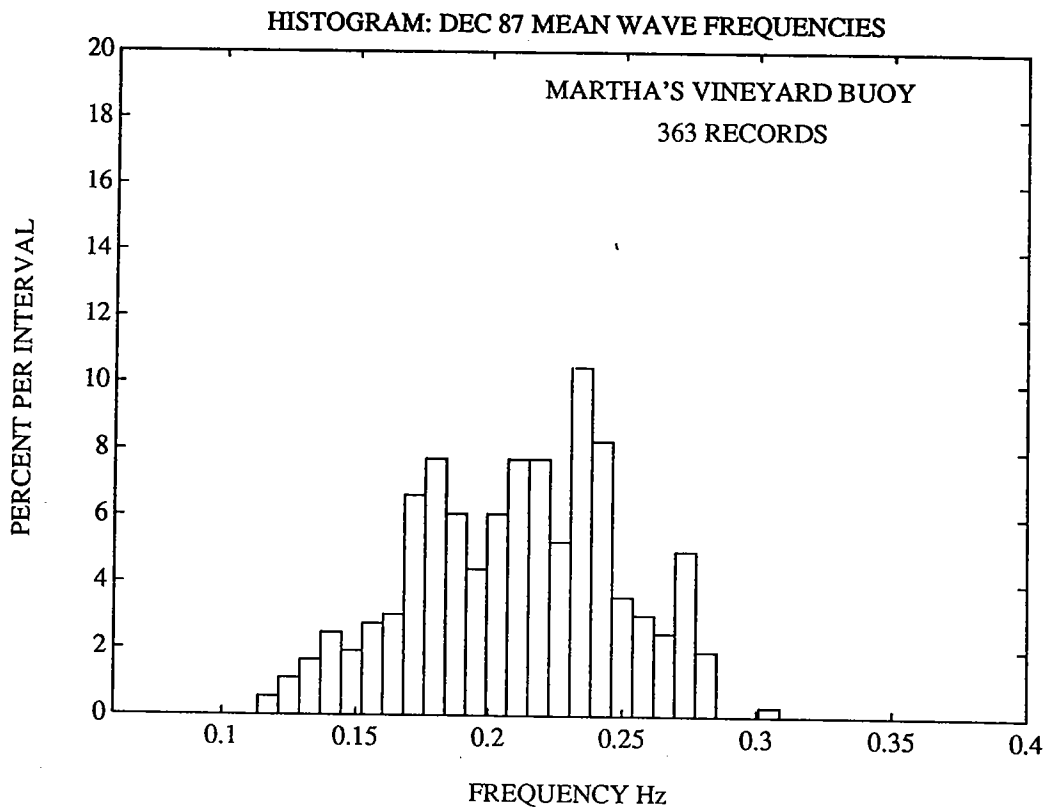 HISTOGRAM: DEC 87 MEAN WAVE FREQUENCIES
MARTHA'S VINEYARD BUOY
363 RECORDS
PERCENT PER INTERVAL
20
18
16
14
12
10
8
6
4
2
0
0.1 0.15 0.2 0.25 0.3 0.35 0.4
FREQUENCY Hz